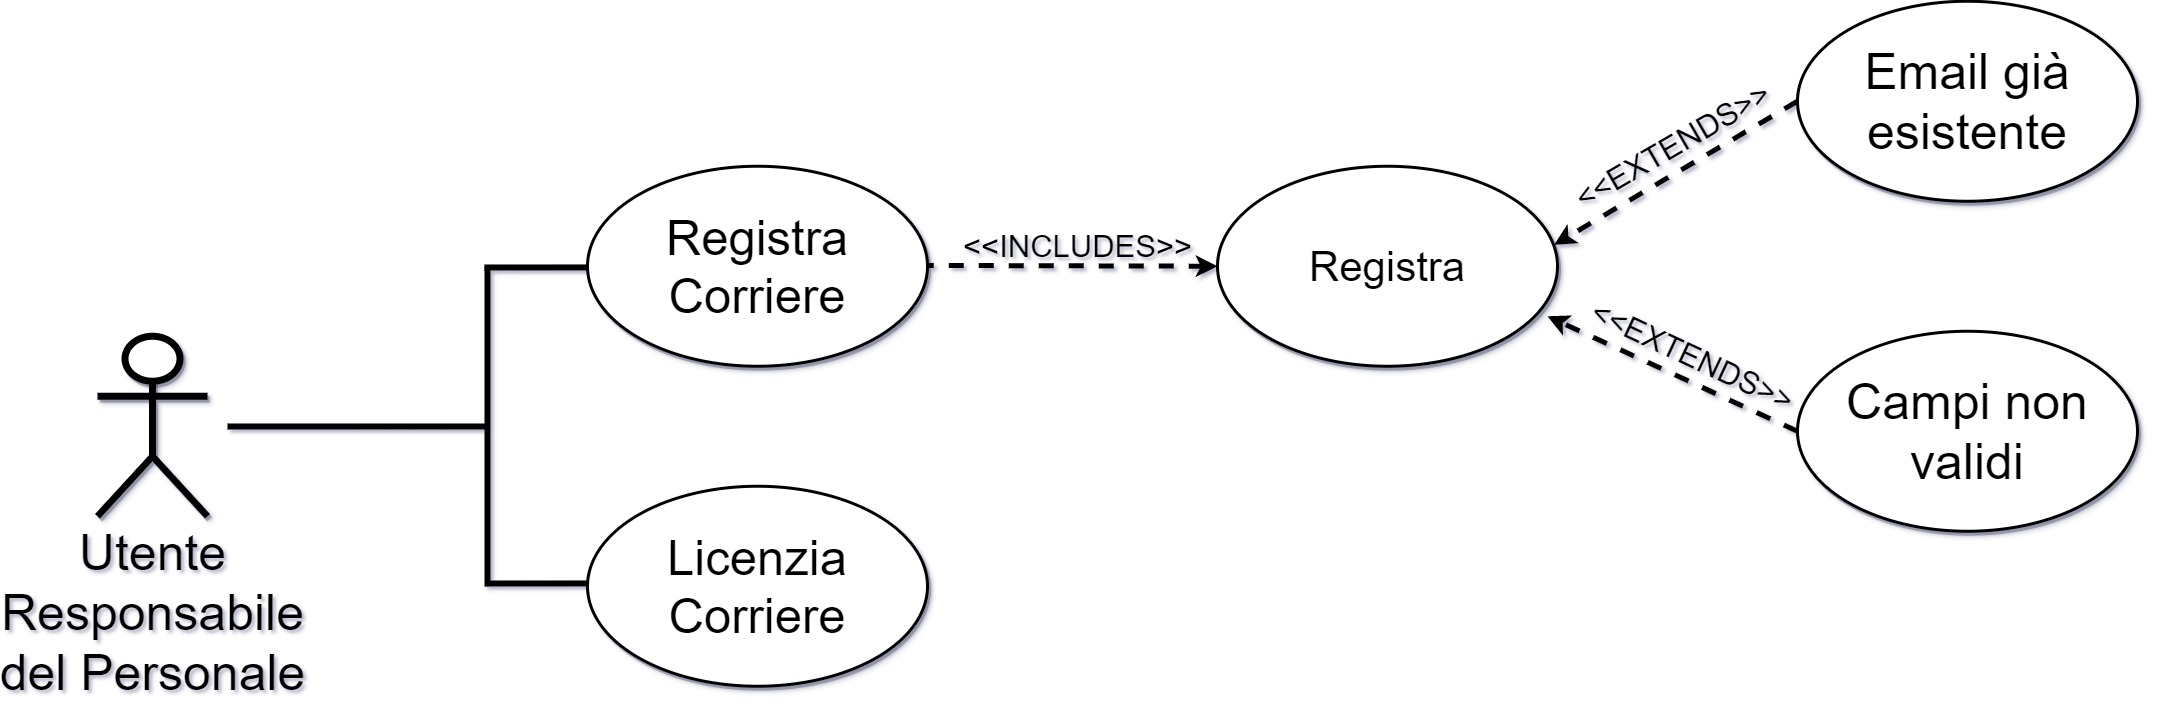 Email già
esistente
<<EXTENDS>>
Registra
Corriere
<<INCLUDES>>
Registra
<<EXTENDS>>
Campi non
validi
Utente
Responsabile
del Personale
Licenzia
Corriere